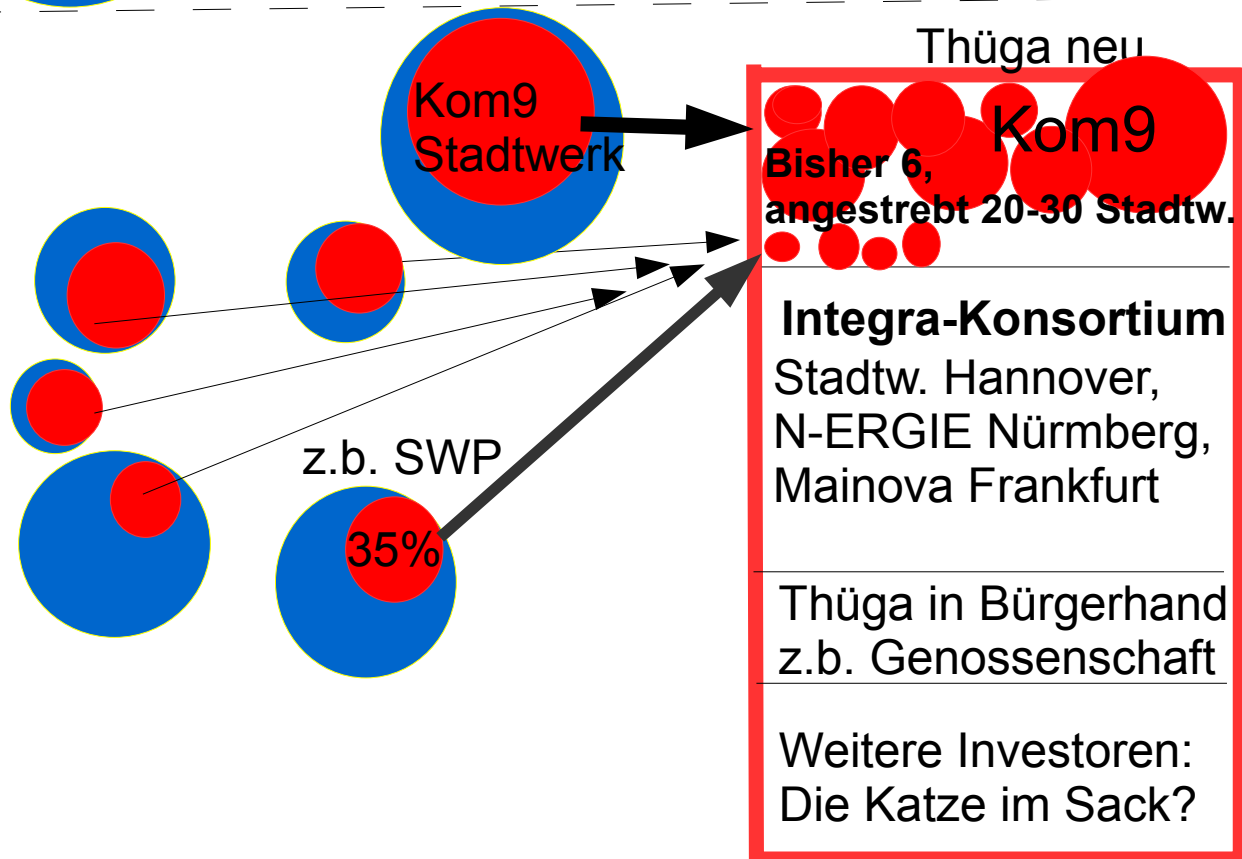 Thüga neu
Kom9
Stadtwerk
Kom9
Bisher 6,
angestrebt 20-30 Stadtw.
Integra-Konsortium
Stadtw. Hannover,
N-ERGIE Nürmberg,
Mainova Frankfurt
z.b. SWP
35%
Thüga in Bürgerhand
z.b. Genossenschaft
Weitere Investoren:
Die Katze im Sack?